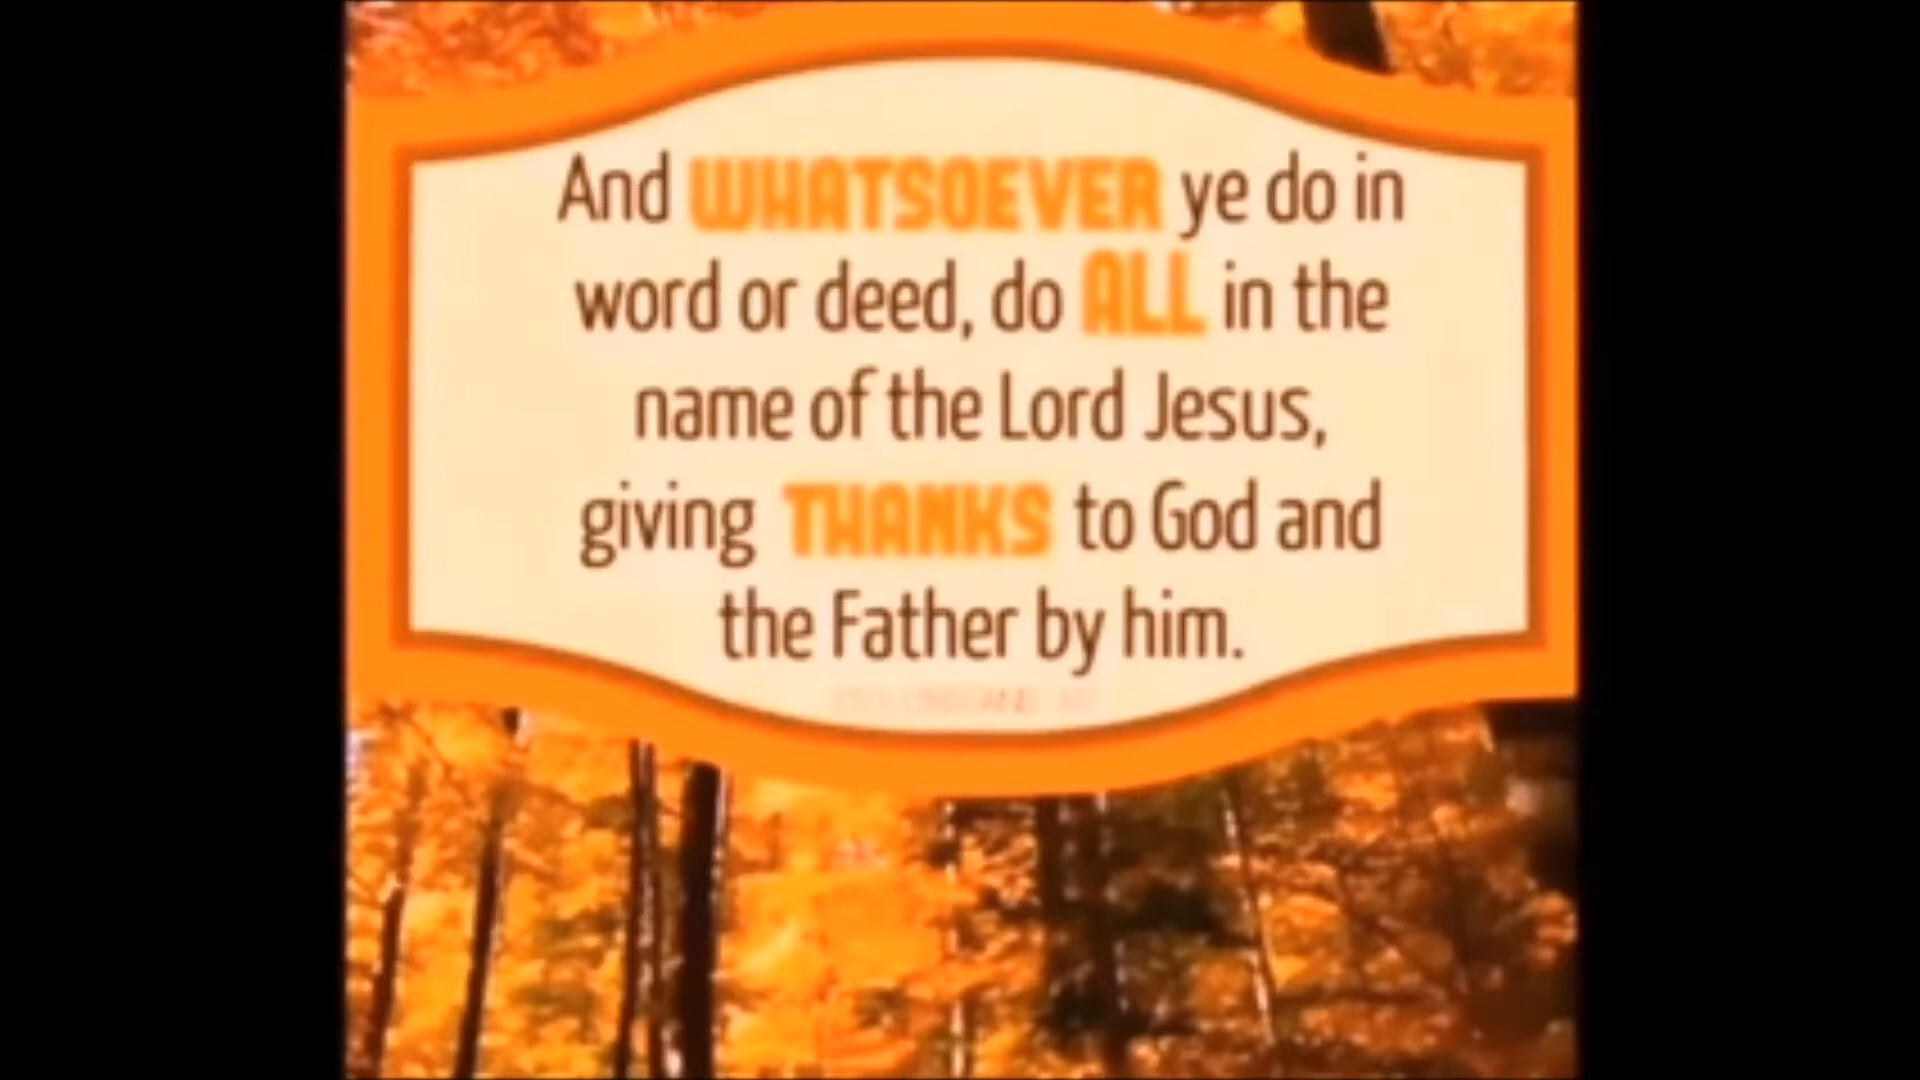 And WHATSOEVER ye do in
word or deed, do ALL in the
name of the Lord Jesus,
giving THANKS to God and
the Father by him.